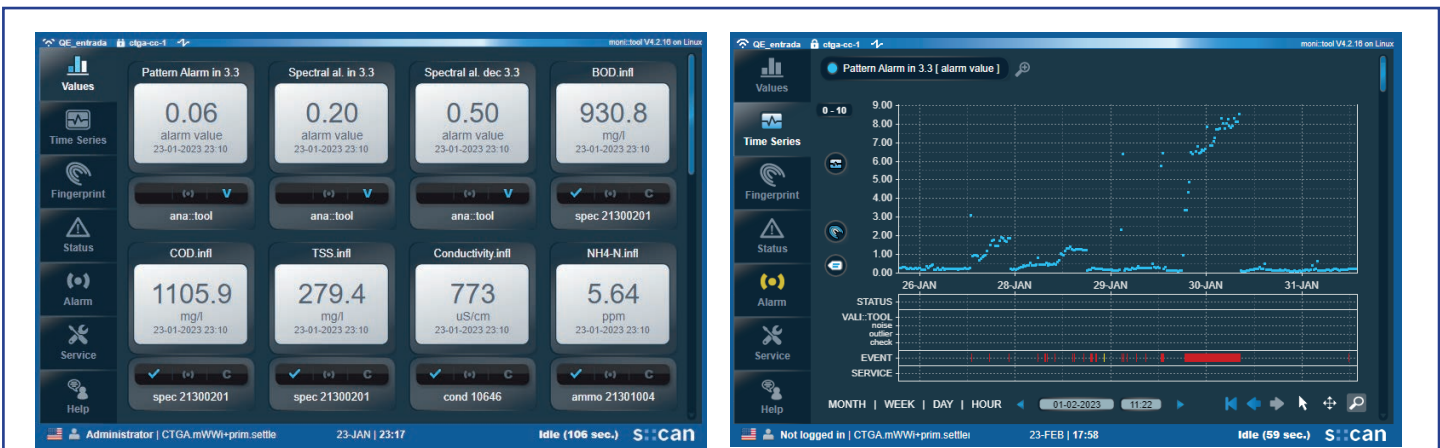 QE_entrada ctga-cc-1 moni::tool V4.2.16 on Linux
Values
Time Series
Fingerprint
Status
Alarm
Service
Help
Pattern Alarm in 3.3
0.06
alarm value
23-01-2023 23:10
V
ana::tool
Spectral al. in 3.3
0.20
alarm value
23-01-2023 23:10
V
ana::tool
Spectral al. dec 3.3
0.50
alarm value
23-01-2023 23:10
V
ana::tool
BOD.infl
930.8
mg/l
23-01-2023 23:10
C
spec 21300201
COD.infl
1105.9
mg/l
23-01-2023 23:10
C
spec 21300201
TSS.infl
279.4
mg/l
23-01-2023 23:10
C
spec 21300201
Conductivity.infl
773
uS/cm
23-01-2023 23:10
C
cond 10646
NH4-N.infl
5.64
ppm
23-01-2023 23:10
C
ammo 21301004
Administrator | CTGA.mWWi+prim.settle 23-JAN | 23:17 Idle (106 sec.) s::can
QE_entrada ctga-cc-1 moni::tool V4.2.16 on Linux
Values
Time Series
Fingerprint
Status
Alarm
Service
Help
Pattern Alarm in 3.3 [ alarm value ]
0 - 10
9.00
8.00
7.00
6.00
5.00
4.00
3.00
2.00
1.00
0.00
26-JAN 28-JAN 29-JAN 30-JAN 31-JAN
STATUS
VALI::TOOL
noise
outlier
check
EVENT
SERVICE
MONTH | WEEK | DAY | HOUR 01-02-2023 11:22
Not logged in | CTGA.mWWi+prim.settle 23-FEB | 17:58 Idle (59 sec.) s::can